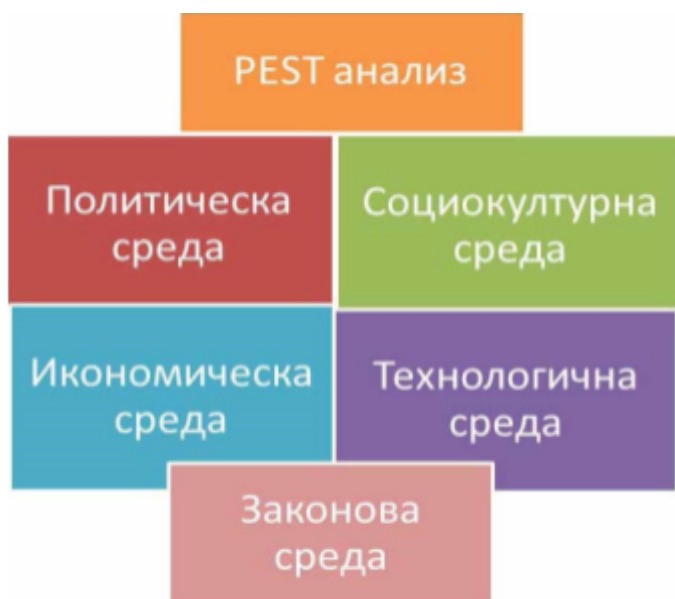 PEST анализ
Политическа
среда
Социокултурна
среда
Икономическа
среда
Технологична
среда
Законова
среда